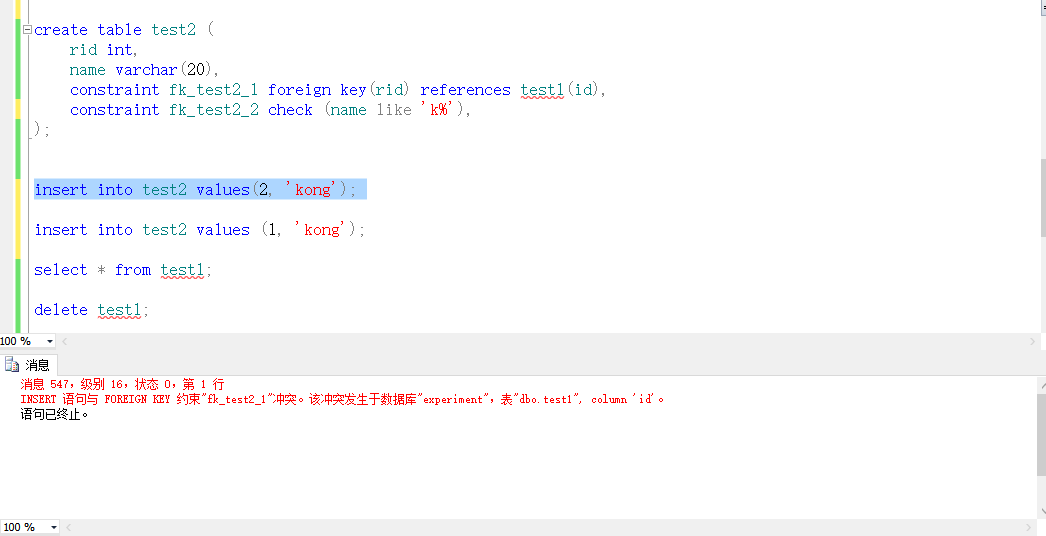 create table test2 (
rid int,
name varchar(20),
constraint fk_test2_1 foreign key(rid) references test1(id),
constraint fk_test2_2 check (name like 'k%'),
);
insert into test2 values(2, 'kong');
insert into test2 values (1, 'kong');
select * from test1;
delete test1;
100 %
消息
消息 547，级别 16，状态 0，第 1 行
INSERT 语句与 FOREIGN KEY 约束"fk_test2_1"冲突。该冲突发生于数据库"experiment"，表"dbo.test1", column 'id'。
语句已终止。
100 %